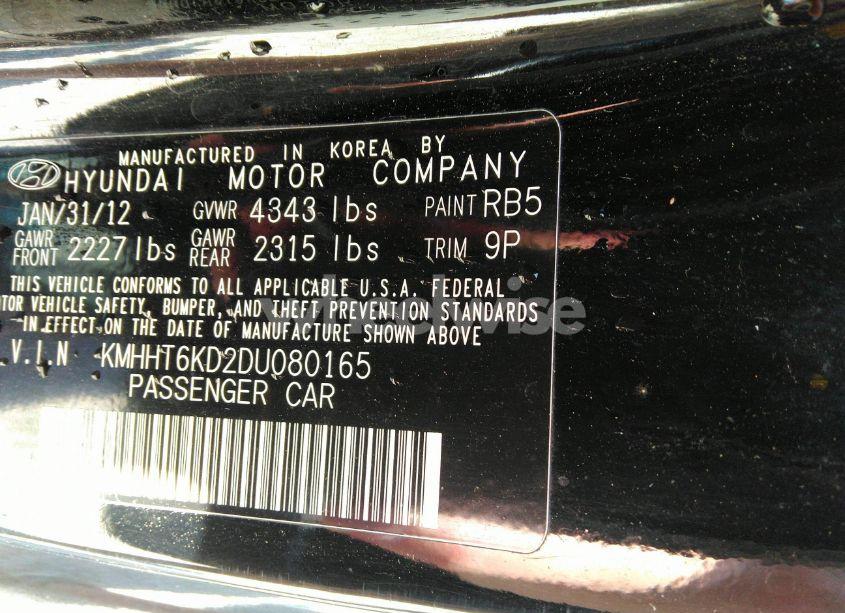 MANUFACTURED IN KOREA BY
HYUNDAI MOTOR COMPANY
JAN/31/12 GVWR 4343 lbs PAINT RB5
GAWR FRONT 2227 lbs GAWR REAR 2315 lbs TRIM 9P
THIS VEHICLE CONFORMS TO ALL APPLICABLE U.S.A. FEDERAL
VEHICLE SAFETY, BUMPER, AND THEFT PREVENTION STANDARDS
IN EFFECT ON THE DATE OF MANUFACTURE SHOWN ABOVE
V.I.N KMHHT6KD2DU080165
PASSENGER CAR